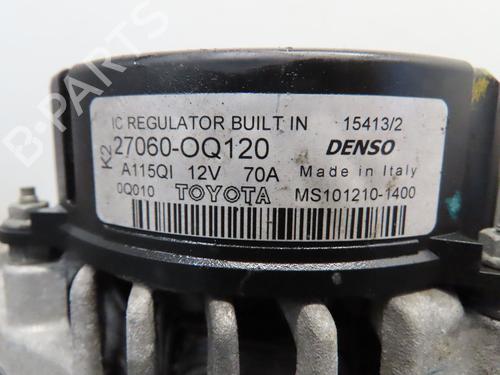 IC REGULATOR BUILT IN 15413/2
K2 27060-OQ120 DENSO
A115QI 12V 70A Made in Italy
0Q010 TOYOTA MS101210-1400
B-PARTS